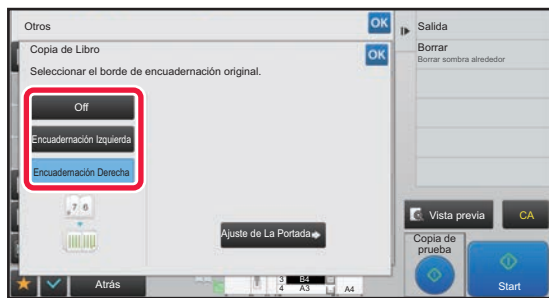 Otros
OK
Salida
Copia de Libro
OK
Borrar
Borrar sombra alrededor
Seleccionar el borde de encuadernación original.
Off
Encuadernación Izquierda
Encuadernación Derecha
7 6
Ajuste de La Portada
Vista previa
CA
Copia de
prueba
Atrás
3 B4
4 A3
A4
Start